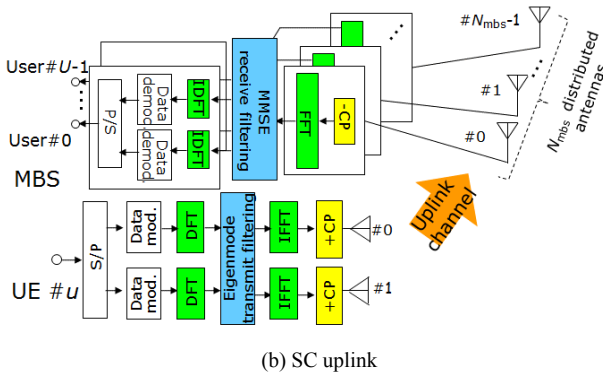 #Nmbs-1
User#U-1
User#0
MBS
P/S
Data demod.
Data demod.
IDFT
IDFT
MMSE receive filtering
FFT
-CP
#1
#0
Nmbs distributed antennas
Uplink channel
UE #u
S/P
Data mod.
DFT
Eigenmode transmit filtering
IFFT
+CP
#0
Data mod.
DFT
IFFT
+CP
#1
(b) SC uplink